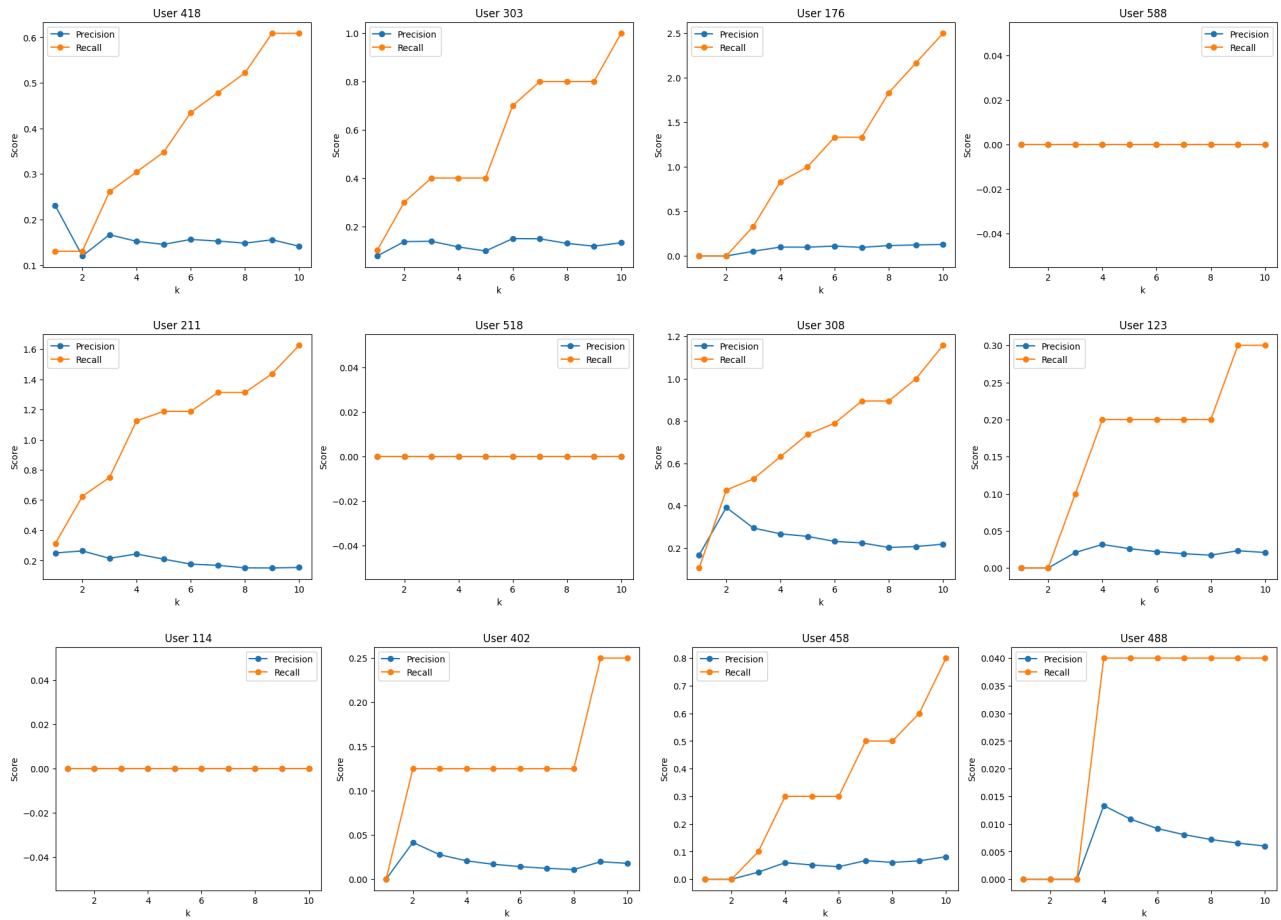 User 418
Precision
Recall
Score
0.6
0.5
0.4
0.3
0.2
0.1
2 4 6 8 10
k
User 303
Precision
Recall
Score
1.0
0.8
0.6
0.4
0.2
2 4 6 8 10
k
User 176
Precision
Recall
Score
2.5
2.0
1.5
1.0
0.5
0.0
2 4 6 8 10
k
User 588
Precision
Recall
Score
0.04
0.02
0.00
−0.02
−0.04
2 4 6 8 10
k
User 211
Precision
Recall
Score
1.6
1.4
1.2
1.0
0.8
0.6
0.4
0.2
2 4 6 8 10
k
User 518
Precision
Recall
Score
0.04
0.02
0.00
−0.02
−0.04
2 4 6 8 10
k
User 308
Precision
Recall
Score
1.2
1.0
0.8
0.6
0.4
0.2
2 4 6 8 10
k
User 123
Precision
Recall
Score
0.30
0.25
0.20
0.15
0.10
0.05
0.00
2 4 6 8 10
k
User 114
Precision
Recall
Score
0.04
0.02
0.00
−0.02
−0.04
2 4 6 8 10
k
User 402
Precision
Recall
Score
0.25
0.20
0.15
0.10
0.05
0.00
2 4 6 8 10
k
User 458
Precision
Recall
Score
0.8
0.7
0.6
0.5
0.4
0.3
0.2
0.1
0.0
2 4 6 8 10
k
User 488
Precision
Recall
Score
0.040
0.035
0.030
0.025
0.020
0.015
0.010
0.005
0.000
2 4 6 8 10
k